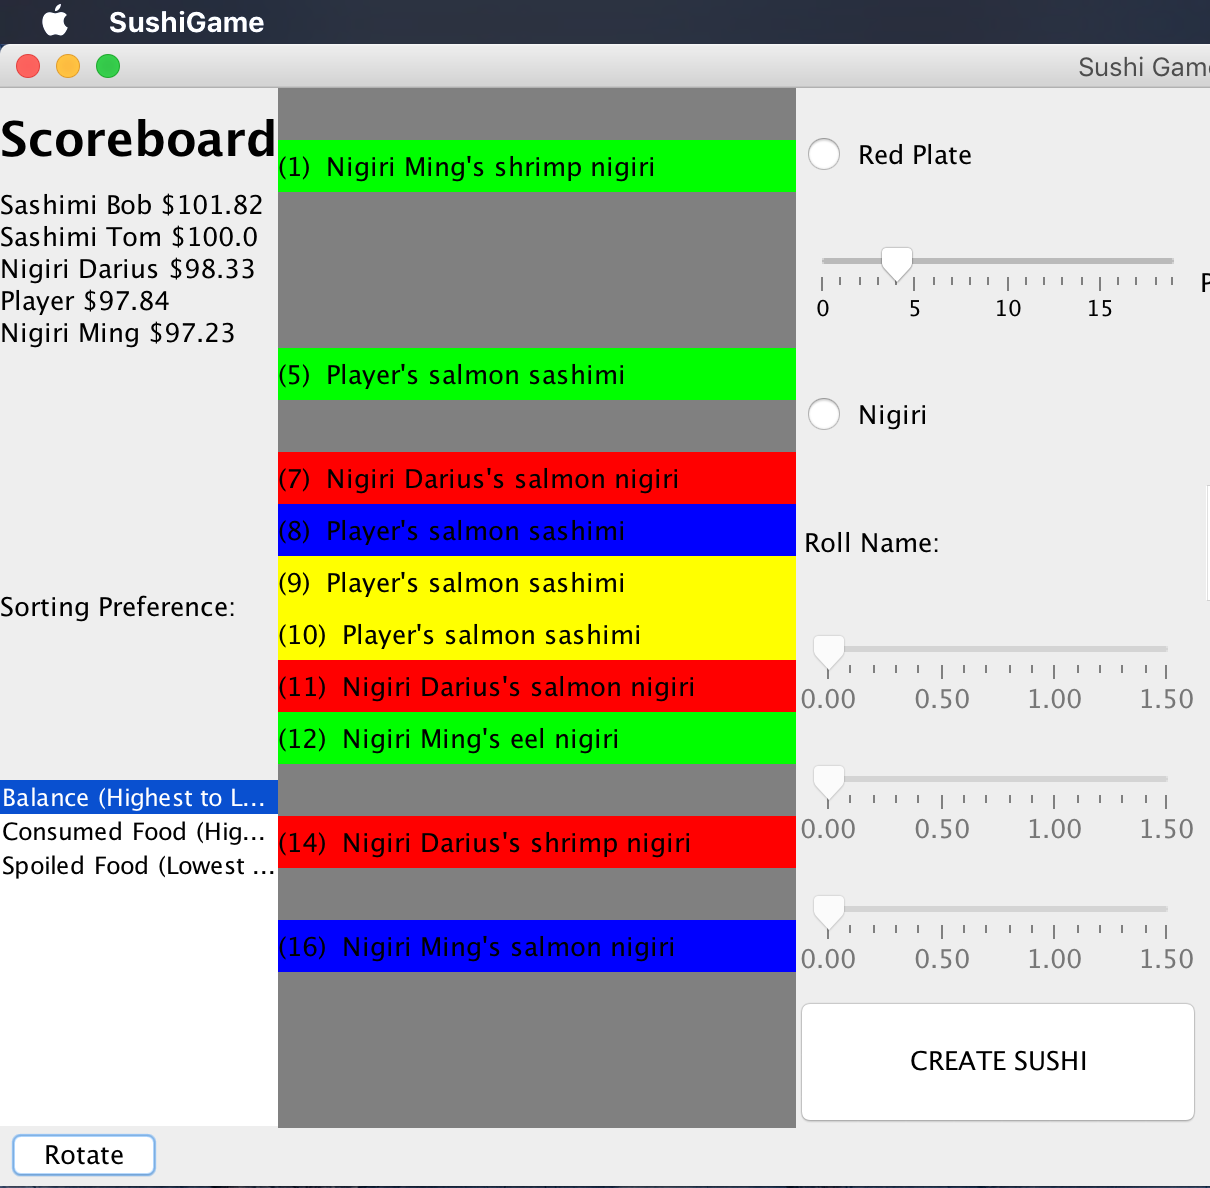 SushiGame
Sushi Game
Scoreboard
Sashimi Bob $101.82
Sashimi Tom $100.0
Nigiri Darius $98.33
Player $97.84
Nigiri Ming $97.23
Sorting Preference:
Balance (Highest to L...
Consumed Food (Hig...
Spoiled Food (Lowest ...
Rotate
(1) Nigiri Ming's shrimp nigiri
(5) Player's salmon sashimi
(7) Nigiri Darius's salmon nigiri
(8) Player's salmon sashimi
(9) Player's salmon sashimi
(10) Player's salmon sashimi
(11) Nigiri Darius's salmon nigiri
(12) Nigiri Ming's eel nigiri
(14) Nigiri Darius's shrimp nigiri
(16) Nigiri Ming's salmon nigiri
Red Plate
0 5 10 15
Nigiri
Roll Name:
0.00 0.50 1.00 1.50
0.00 0.50 1.00 1.50
0.00 0.50 1.00 1.50
CREATE SUSHI